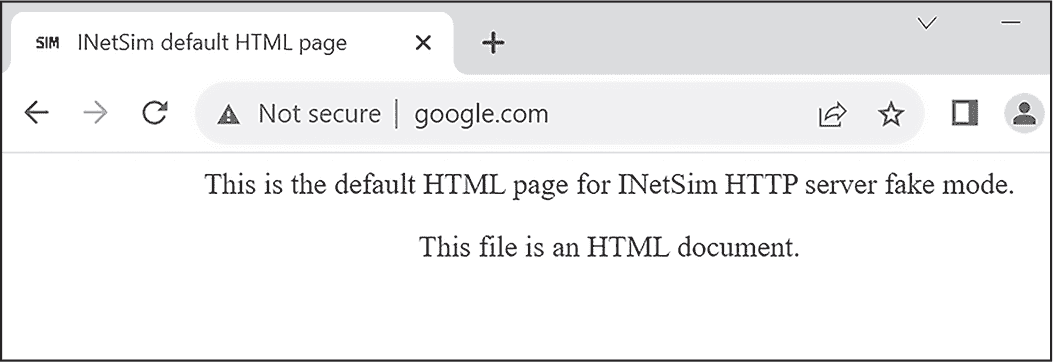 SIM INetSim default HTML page
Not secure google.com
This is the default HTML page for INetSim HTTP server fake mode.
This file is an HTML document.